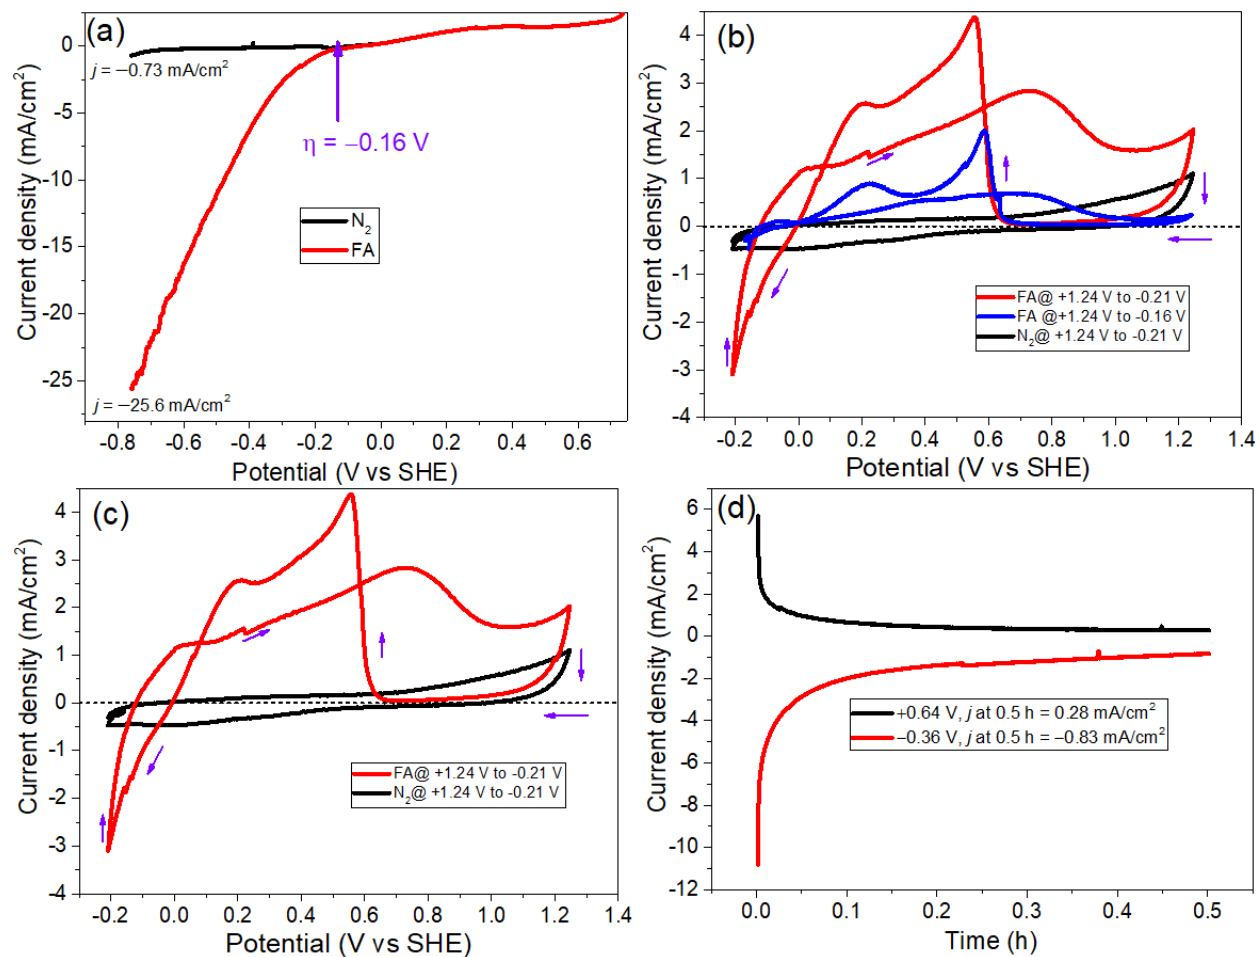 (a)
0
-5
-10
-15
-20
-25
Current density (mA/cm²)
j = −0.73 mA/cm²
η = −0.16 V
N₂
FA
j = −25.6 mA/cm²
-0.8 -0.6 -0.4 -0.2 0.0 0.2 0.4 0.6
Potential (V vs SHE)
(b)
4
3
2
1
0
-1
-2
-3
-4
Current density (mA/cm²)
FA@ +1.24 V to -0.21 V
FA @+1.24 V to -0.16 V
N₂@ +1.24 V to -0.21 V
-0.2 0.0 0.2 0.4 0.6 0.8 1.0 1.2 1.4
Potential (V vs SHE)
(c)
4
3
2
1
0
-1
-2
-3
-4
Current density (mA/cm²)
FA@ +1.24 V to -0.21 V
N₂@ +1.24 V to -0.21 V
-0.2 0.0 0.2 0.4 0.6 0.8 1.0 1.2 1.4
Potential (V vs SHE)
(d)
6
4
2
0
-2
-4
-6
-8
-10
-12
Current density (mA/cm²)
+0.64 V, j at 0.5 h = 0.28 mA/cm²
−0.36 V, j at 0.5 h = −0.83 mA/cm²
0.0 0.1 0.2 0.3 0.4 0.5
Time (h)